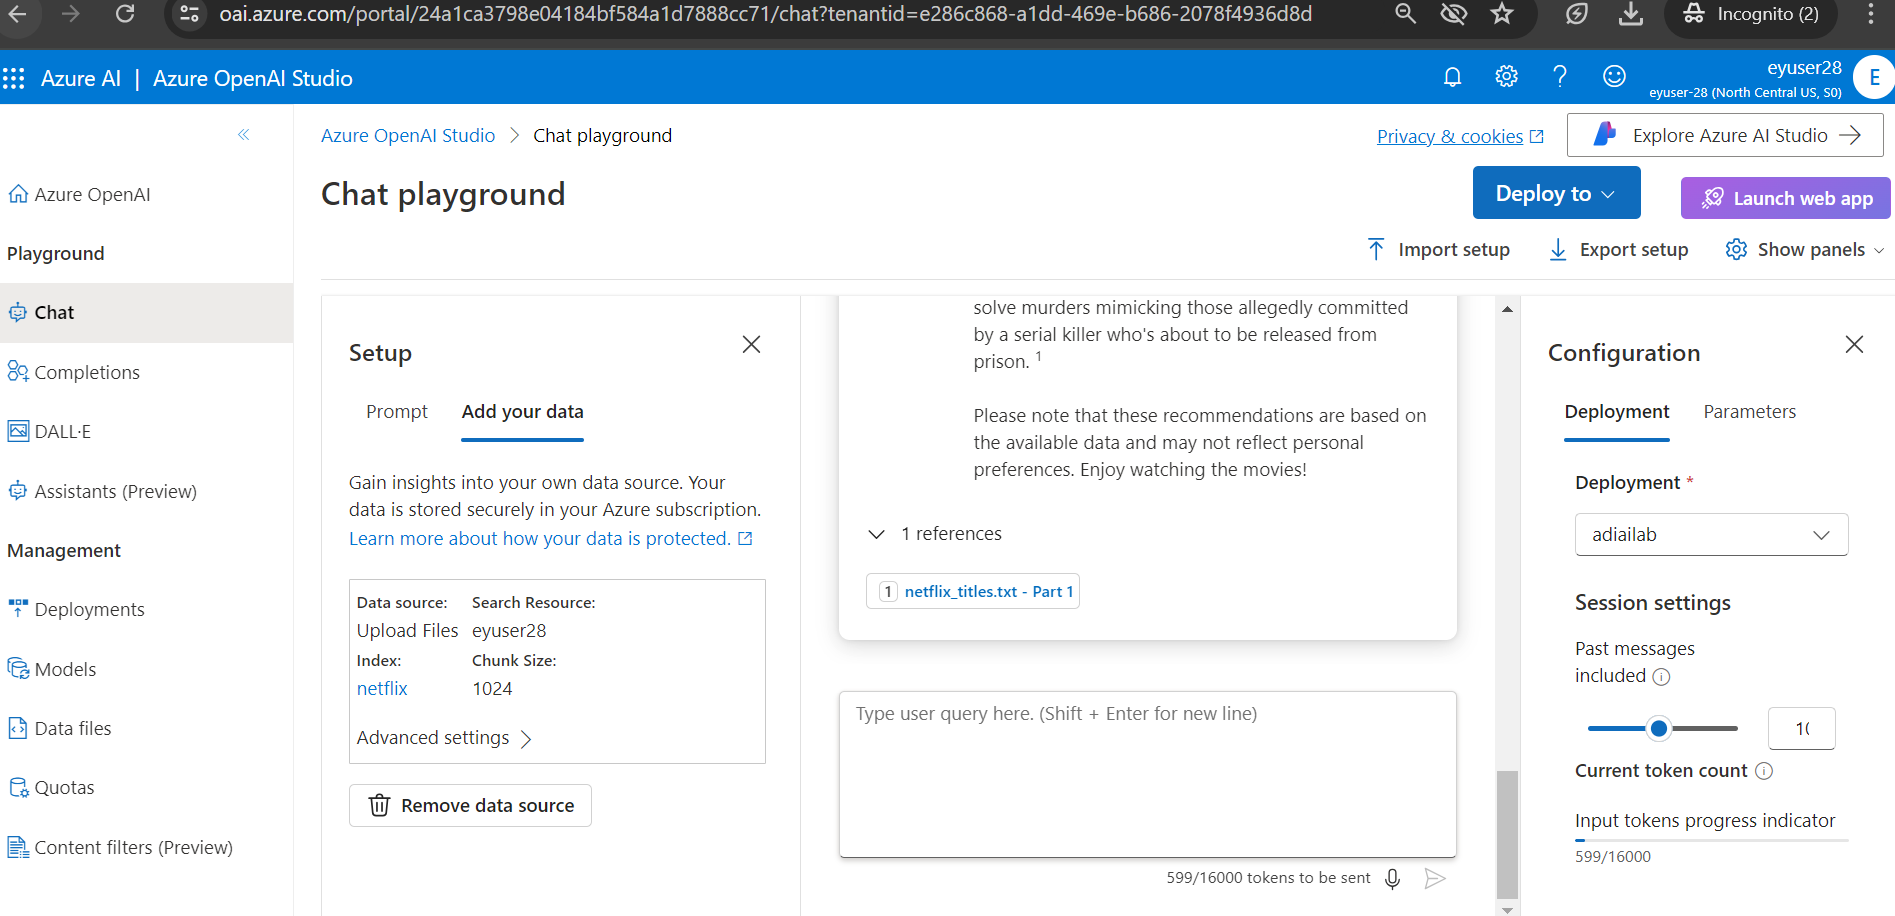 oai.azure.com/portal/24a1ca3798e04184bf584a1d7888cc71/chat?tenantid=e286c868-a1dd-469e-b686-2078f4936d8d
Incognito (2)
Azure AI | Azure OpenAI Studio
eyuser28
eyuser-28 (North Central US, S0)
E
Azure OpenAI Studio > Chat playground
Privacy & cookies
Explore Azure AI Studio
Chat playground
Deploy to
Launch web app
Import setup
Export setup
Show panels
Azure OpenAI
Playground
Chat
Completions
DALL·E
Assistants (Preview)
Management
Deployments
Models
Data files
Quotas
Content filters (Preview)
Setup
Prompt
Add your data
Gain insights into your own data source. Your
data is stored securely in your Azure subscription.
Learn more about how your data is protected.
Data source: Search Resource:
Upload Files eyuser28
Index: Chunk Size:
netflix 1024
Advanced settings
Remove data source
solve murders mimicking those allegedly committed
by a serial killer who's about to be released from
prison. 1
Please note that these recommendations are based on
the available data and may not reflect personal
preferences. Enjoy watching the movies!
1 references
1 netflix_titles.txt - Part 1
Type user query here. (Shift + Enter for new line)
599/16000 tokens to be sent
Configuration
Deployment
Parameters
Deployment *
adiailab
Session settings
Past messages
included
Current token count
Input tokens progress indicator
599/16000